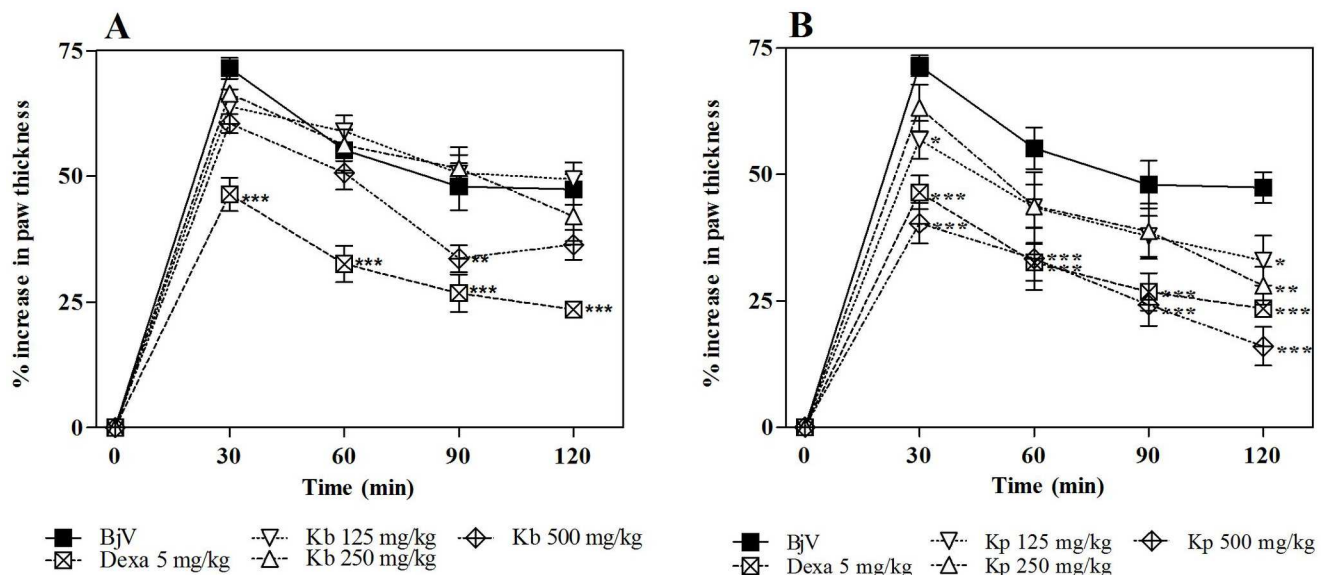 A
% increase in paw thickness
75
50
25
0
***
***
**
***
***
0 30 60 90 120
Time (min)
BjV
Kb 125 mg/kg
Kb 500 mg/kg
Dexa 5 mg/kg
Kb 250 mg/kg
B
% increase in paw thickness
75
50
25
0
*
***
***
***
***
***
***
*
**
***
***
0 30 60 90 120
Time (min)
BjV
Kp 125 mg/kg
Kp 500 mg/kg
Dexa 5 mg/kg
Kp 250 mg/kg